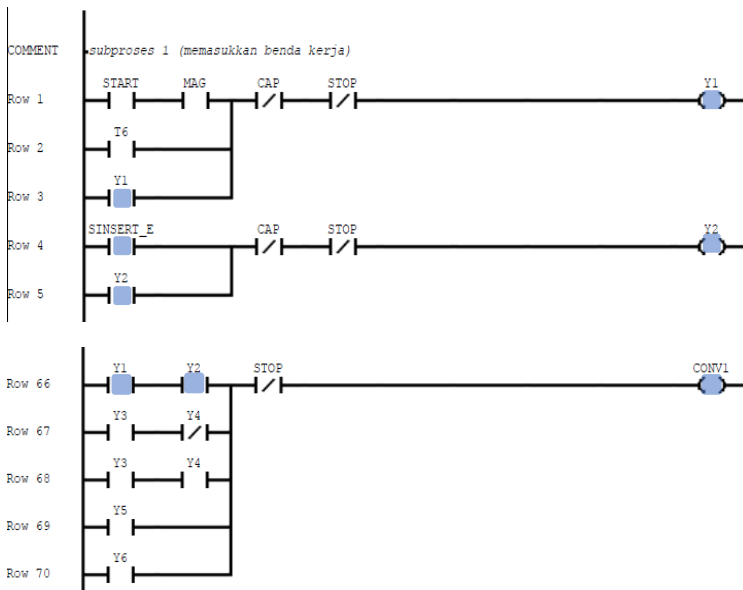 COMMENT subproses 1 (memasukkan benda kerja)
START MAG CAP STOP Y1
Row 1
T6
Row 2
Y1
Row 3
SINSERT_E CAP STOP Y2
Row 4
Y2
Row 5
Y1 Y2 STOP CONV1
Row 66
Y3 Y4
Row 67
Y3 Y4
Row 68
Y5
Row 69
Y6
Row 70